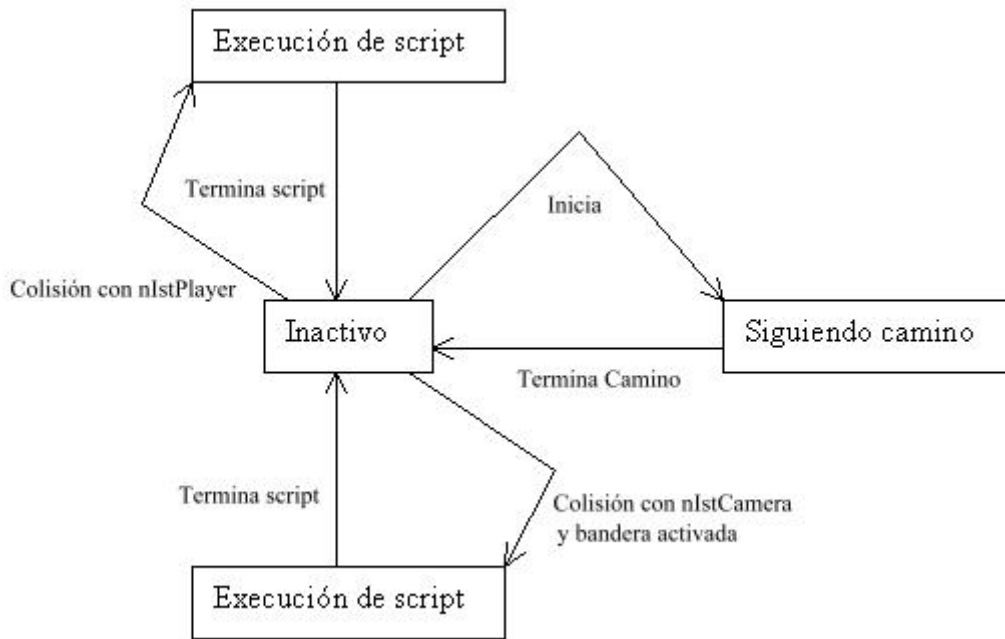 Execución de script
Termina script
Inicia
Colisión con nIstPlayer
Inactivo
Siguiendo camino
Termina Camino
Termina script
Colisión con nIstCamera
y bandera activada
Execución de script